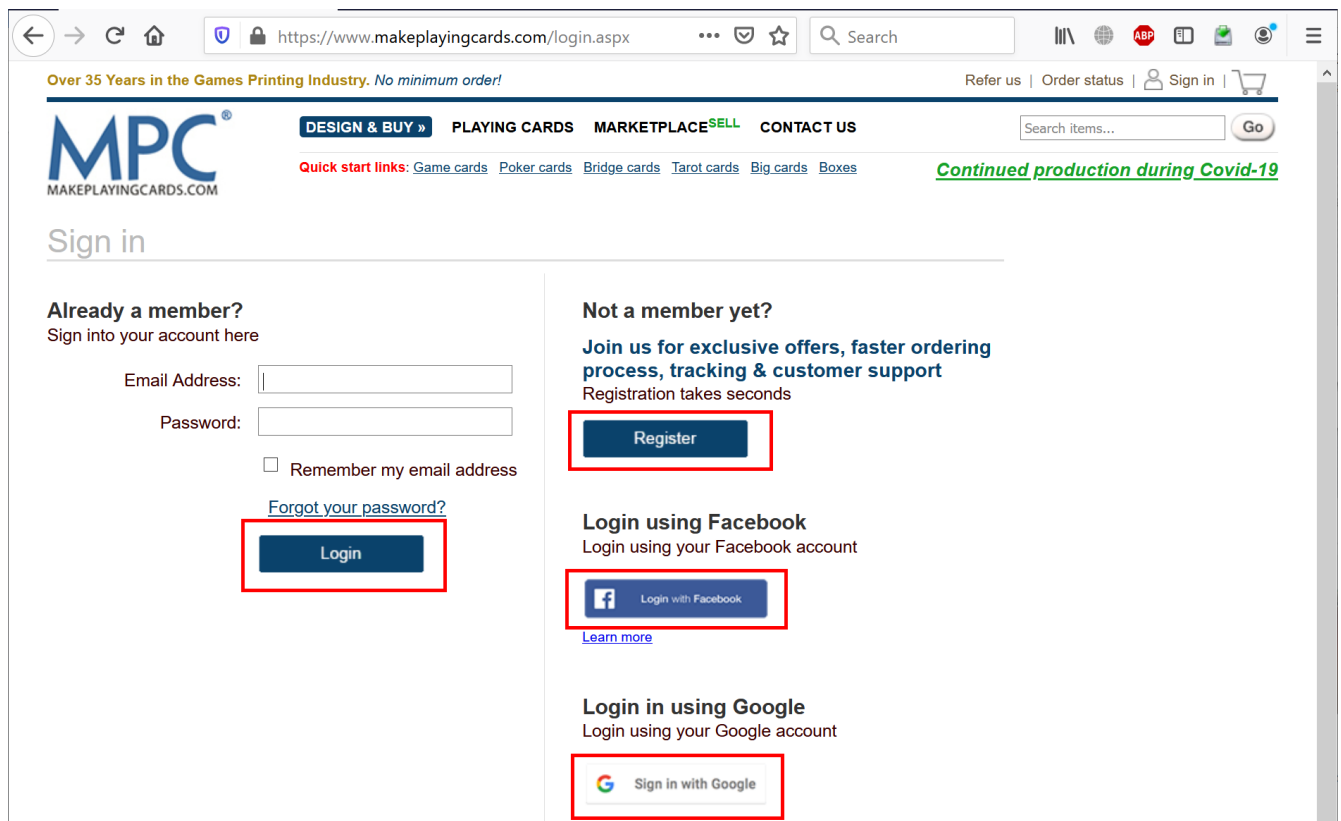 https://www.makeplayingcards.com/login.aspx
Search
ABP
Over 35 Years in the Games Printing Industry. No minimum order!
Refer us | Order status | Sign in |
MPC®
MAKEPLAYINGCARDS.COM
DESIGN & BUY » PLAYING CARDS MARKETPLACE SELL CONTACT US
Search items... Go
Quick start links: Game cards Poker cards Bridge cards Tarot cards Big cards Boxes
Continued production during Covid-19
Sign in
Already a member?
Sign into your account here
Email Address:
Password:
Remember my email address
Forgot your password?
Login
Not a member yet?
Join us for exclusive offers, faster ordering
process, tracking & customer support
Registration takes seconds
Register
Login using Facebook
Login using your Facebook account
f Login with Facebook
Learn more
Login in using Google
Login using your Google account
G Sign in with Google